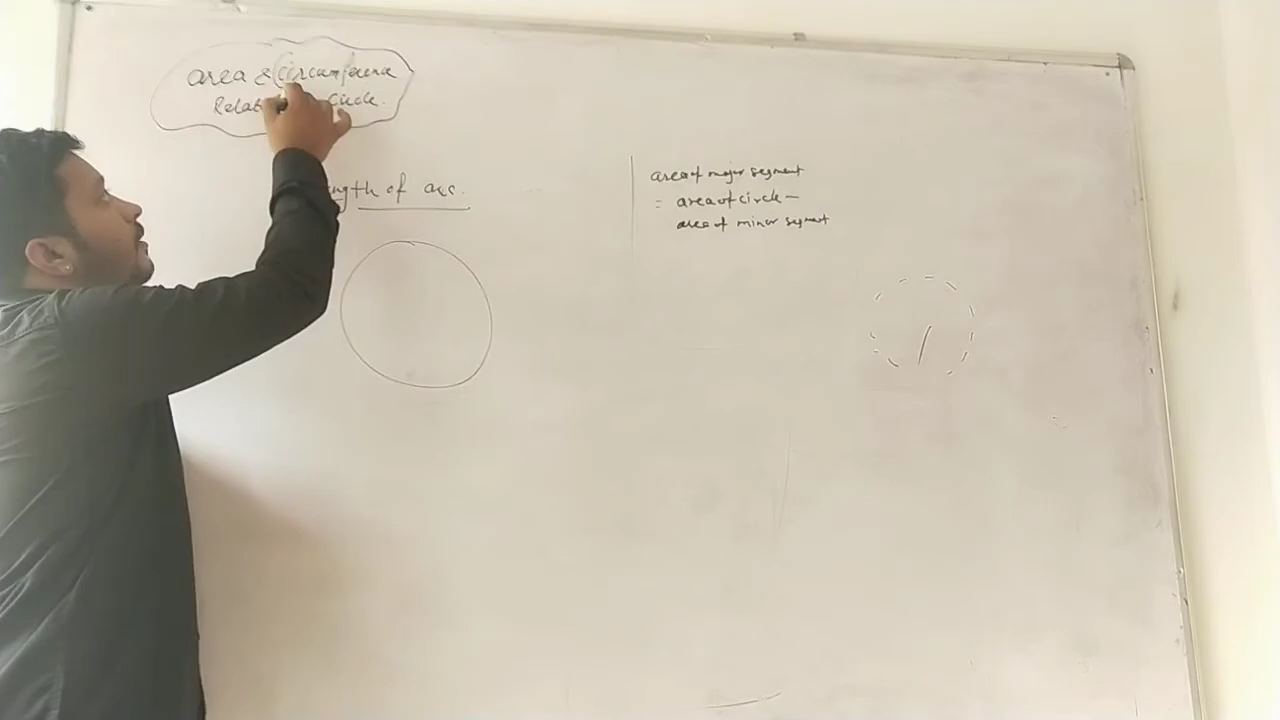 area & Circumference
Circle.
of arc.
area of major segment
= area of circle –
area of minor segment